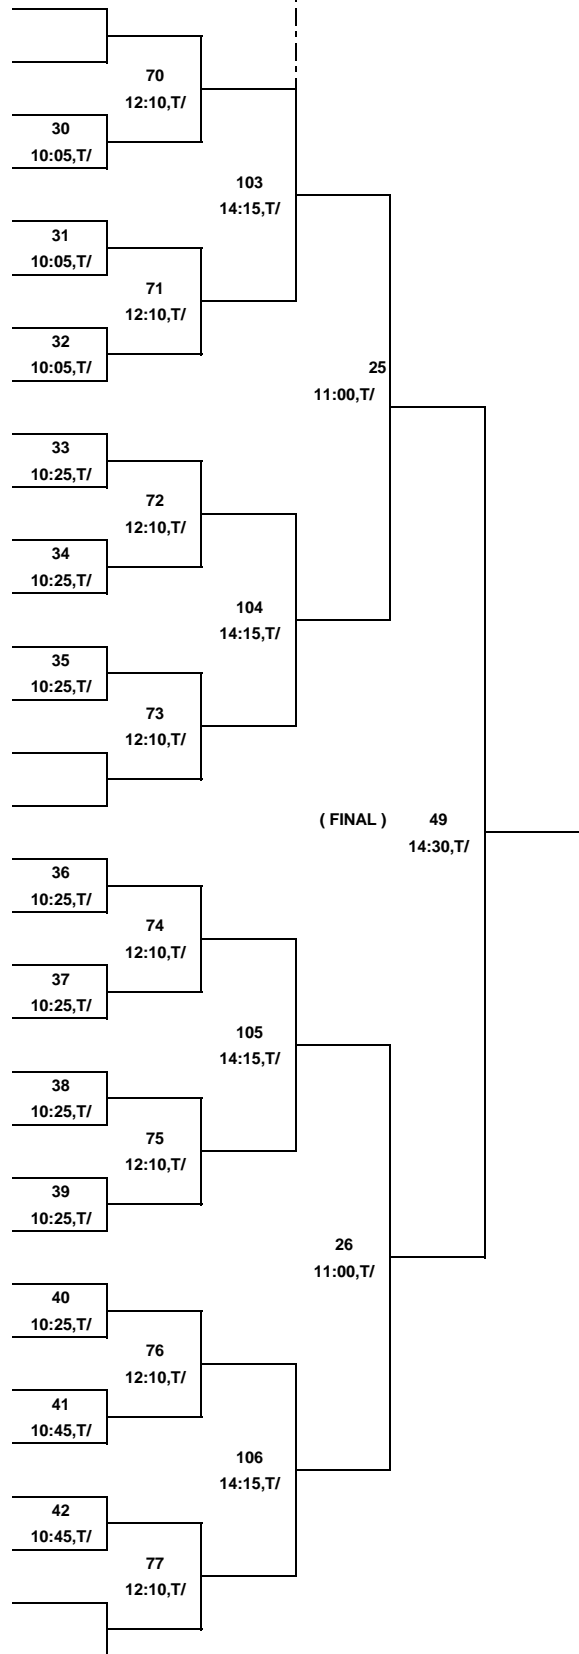 70
12:10,T/
30
10:05,T/
103
14:15,T/
31
10:05,T/
71
12:10,T/
32
10:05,T/
25
11:00,T/
33
10:25,T/
72
12:10,T/
34
10:25,T/
104
14:15,T/
35
10:25,T/
73
12:10,T/
( FINAL ) 49
14:30,T/
36
10:25,T/
74
12:10,T/
37
10:25,T/
105
14:15,T/
38
10:25,T/
75
12:10,T/
39
10:25,T/
26
11:00,T/
40
10:25,T/
76
12:10,T/
41
10:45,T/
106
14:15,T/
42
10:45,T/
77
12:10,T/